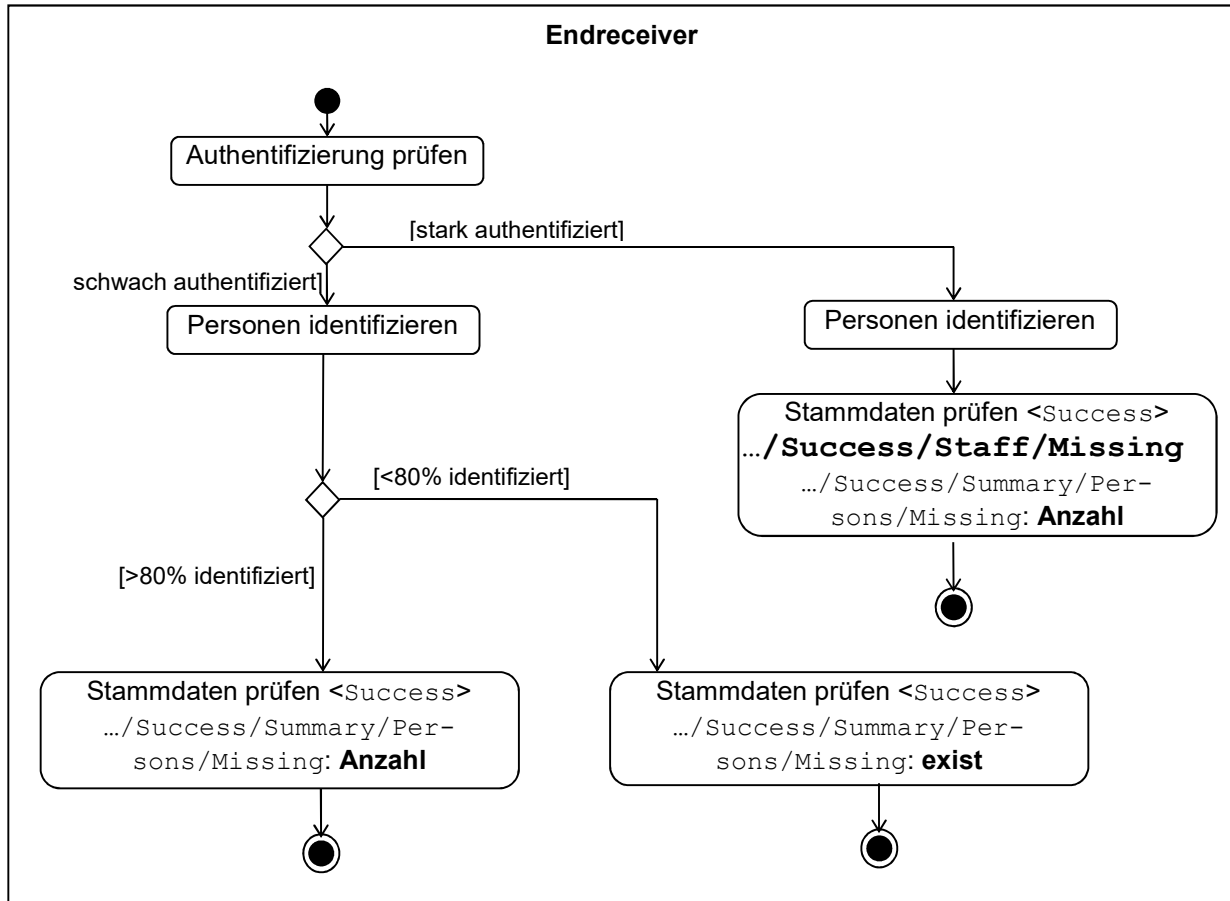 Endreceiver
Authentifizierung prüfen
[stark authentifiziert]
schwach authentifiziert]
Personen identifizieren
Personen identifizieren
Stammdaten prüfen <Success>
…/Success/Staff/Missing
…/Success/Summary/Per-
sons/Missing: Anzahl
[<80% identifiziert]
[>80% identifiziert]
Stammdaten prüfen <Success>
…/Success/Summary/Per-
sons/Missing: Anzahl
Stammdaten prüfen <Success>
…/Success/Summary/Per-
sons/Missing: exist